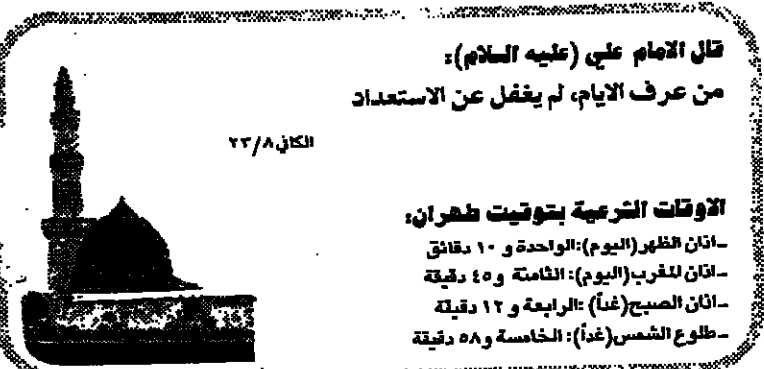 قال الامام علي (عليه السلام):
من عرف الايام، لم يغفل عن الاستعداد
الكافي ٢٣/٨
الاوقات الشرعية بتوقيت طهران:
ـ اذان الظهر (اليوم): الواحدة و ١٠ دقائق
ـ اذان المغرب (اليوم): الثامنة و٤٥ دقيقة
ـ اذان الصبح (غداً): الرابعة و ١٢ دقيقة
ـ طلوع الشمس (غداً): الخامسة و٥٨ دقيقة